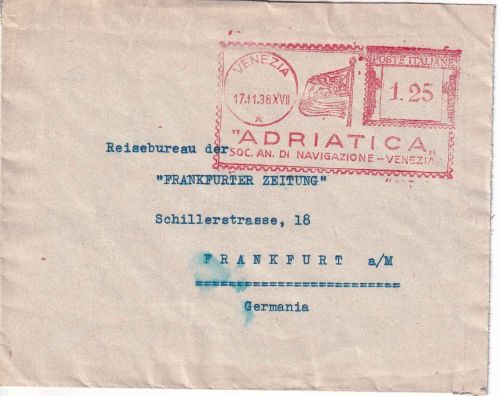 VENEZIA
17.11.38 XVII
A
POSTE ITALIANE
1.25
"ADRIATICA"
SOC. AN. DI NAVIGAZIONE – VENEZIA
Reisebureau der
"FRANKFURTER ZEITUNG"
Schillerstrasse, 18
FRANKFURT a/M
Germania